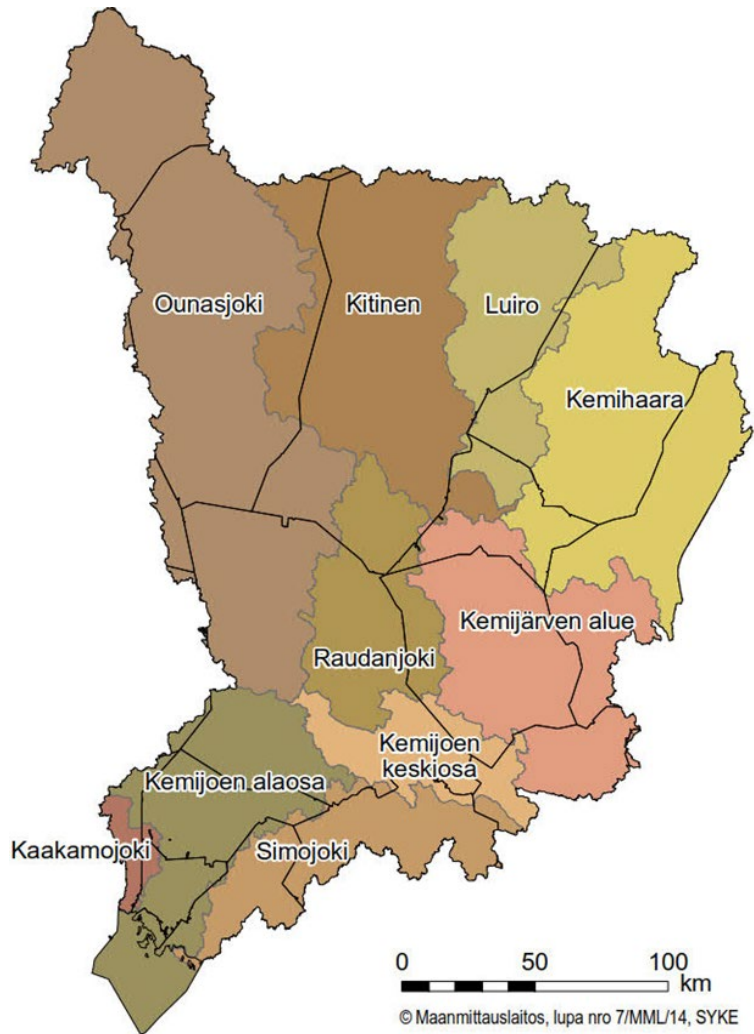 Ounasjoki
Kitinen
Luiro
Kemihaara
Kemijärven alue
Raudanjoki
Kemijoen
keskiosa
Kemijoen alaosa
Kaakamojoki
Simojoki
0 50 100
km
© Maanmittauslaitos, lupa nro 7/MML/14, SYKE